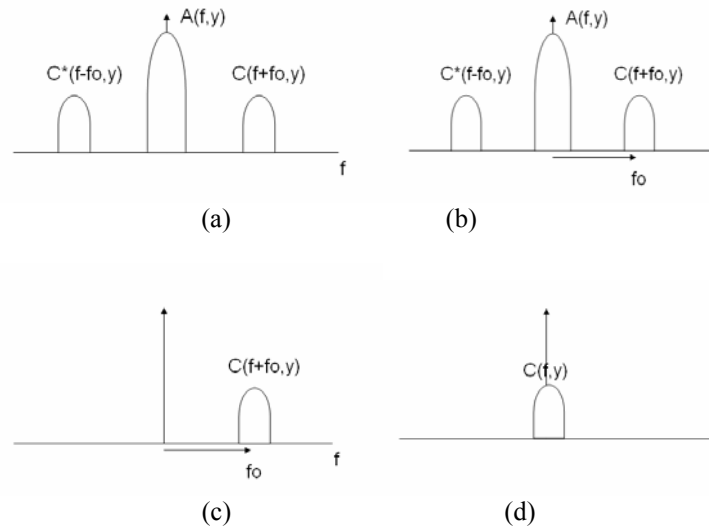 A(f,y)
C*(f-fo,y)
C(f+fo,y)
f
(a)
A(f,y)
C*(f-fo,y)
C(f+fo,y)
fo
(b)
C(f+fo,y)
fo
f
(c)
C(f,y)
(d)